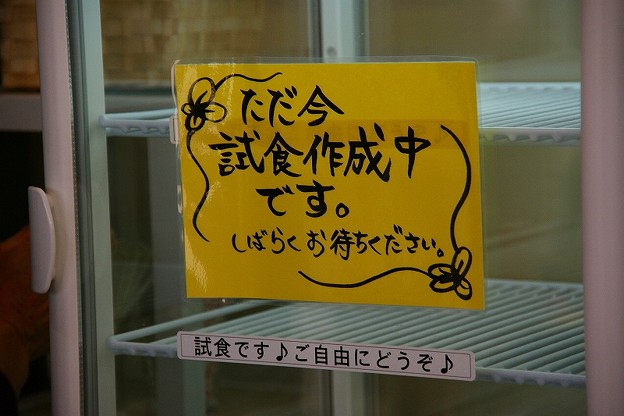 ただ今
試食作成中
です。
しばらくお待ちください。
試食です♪ご自由にどうぞ♪